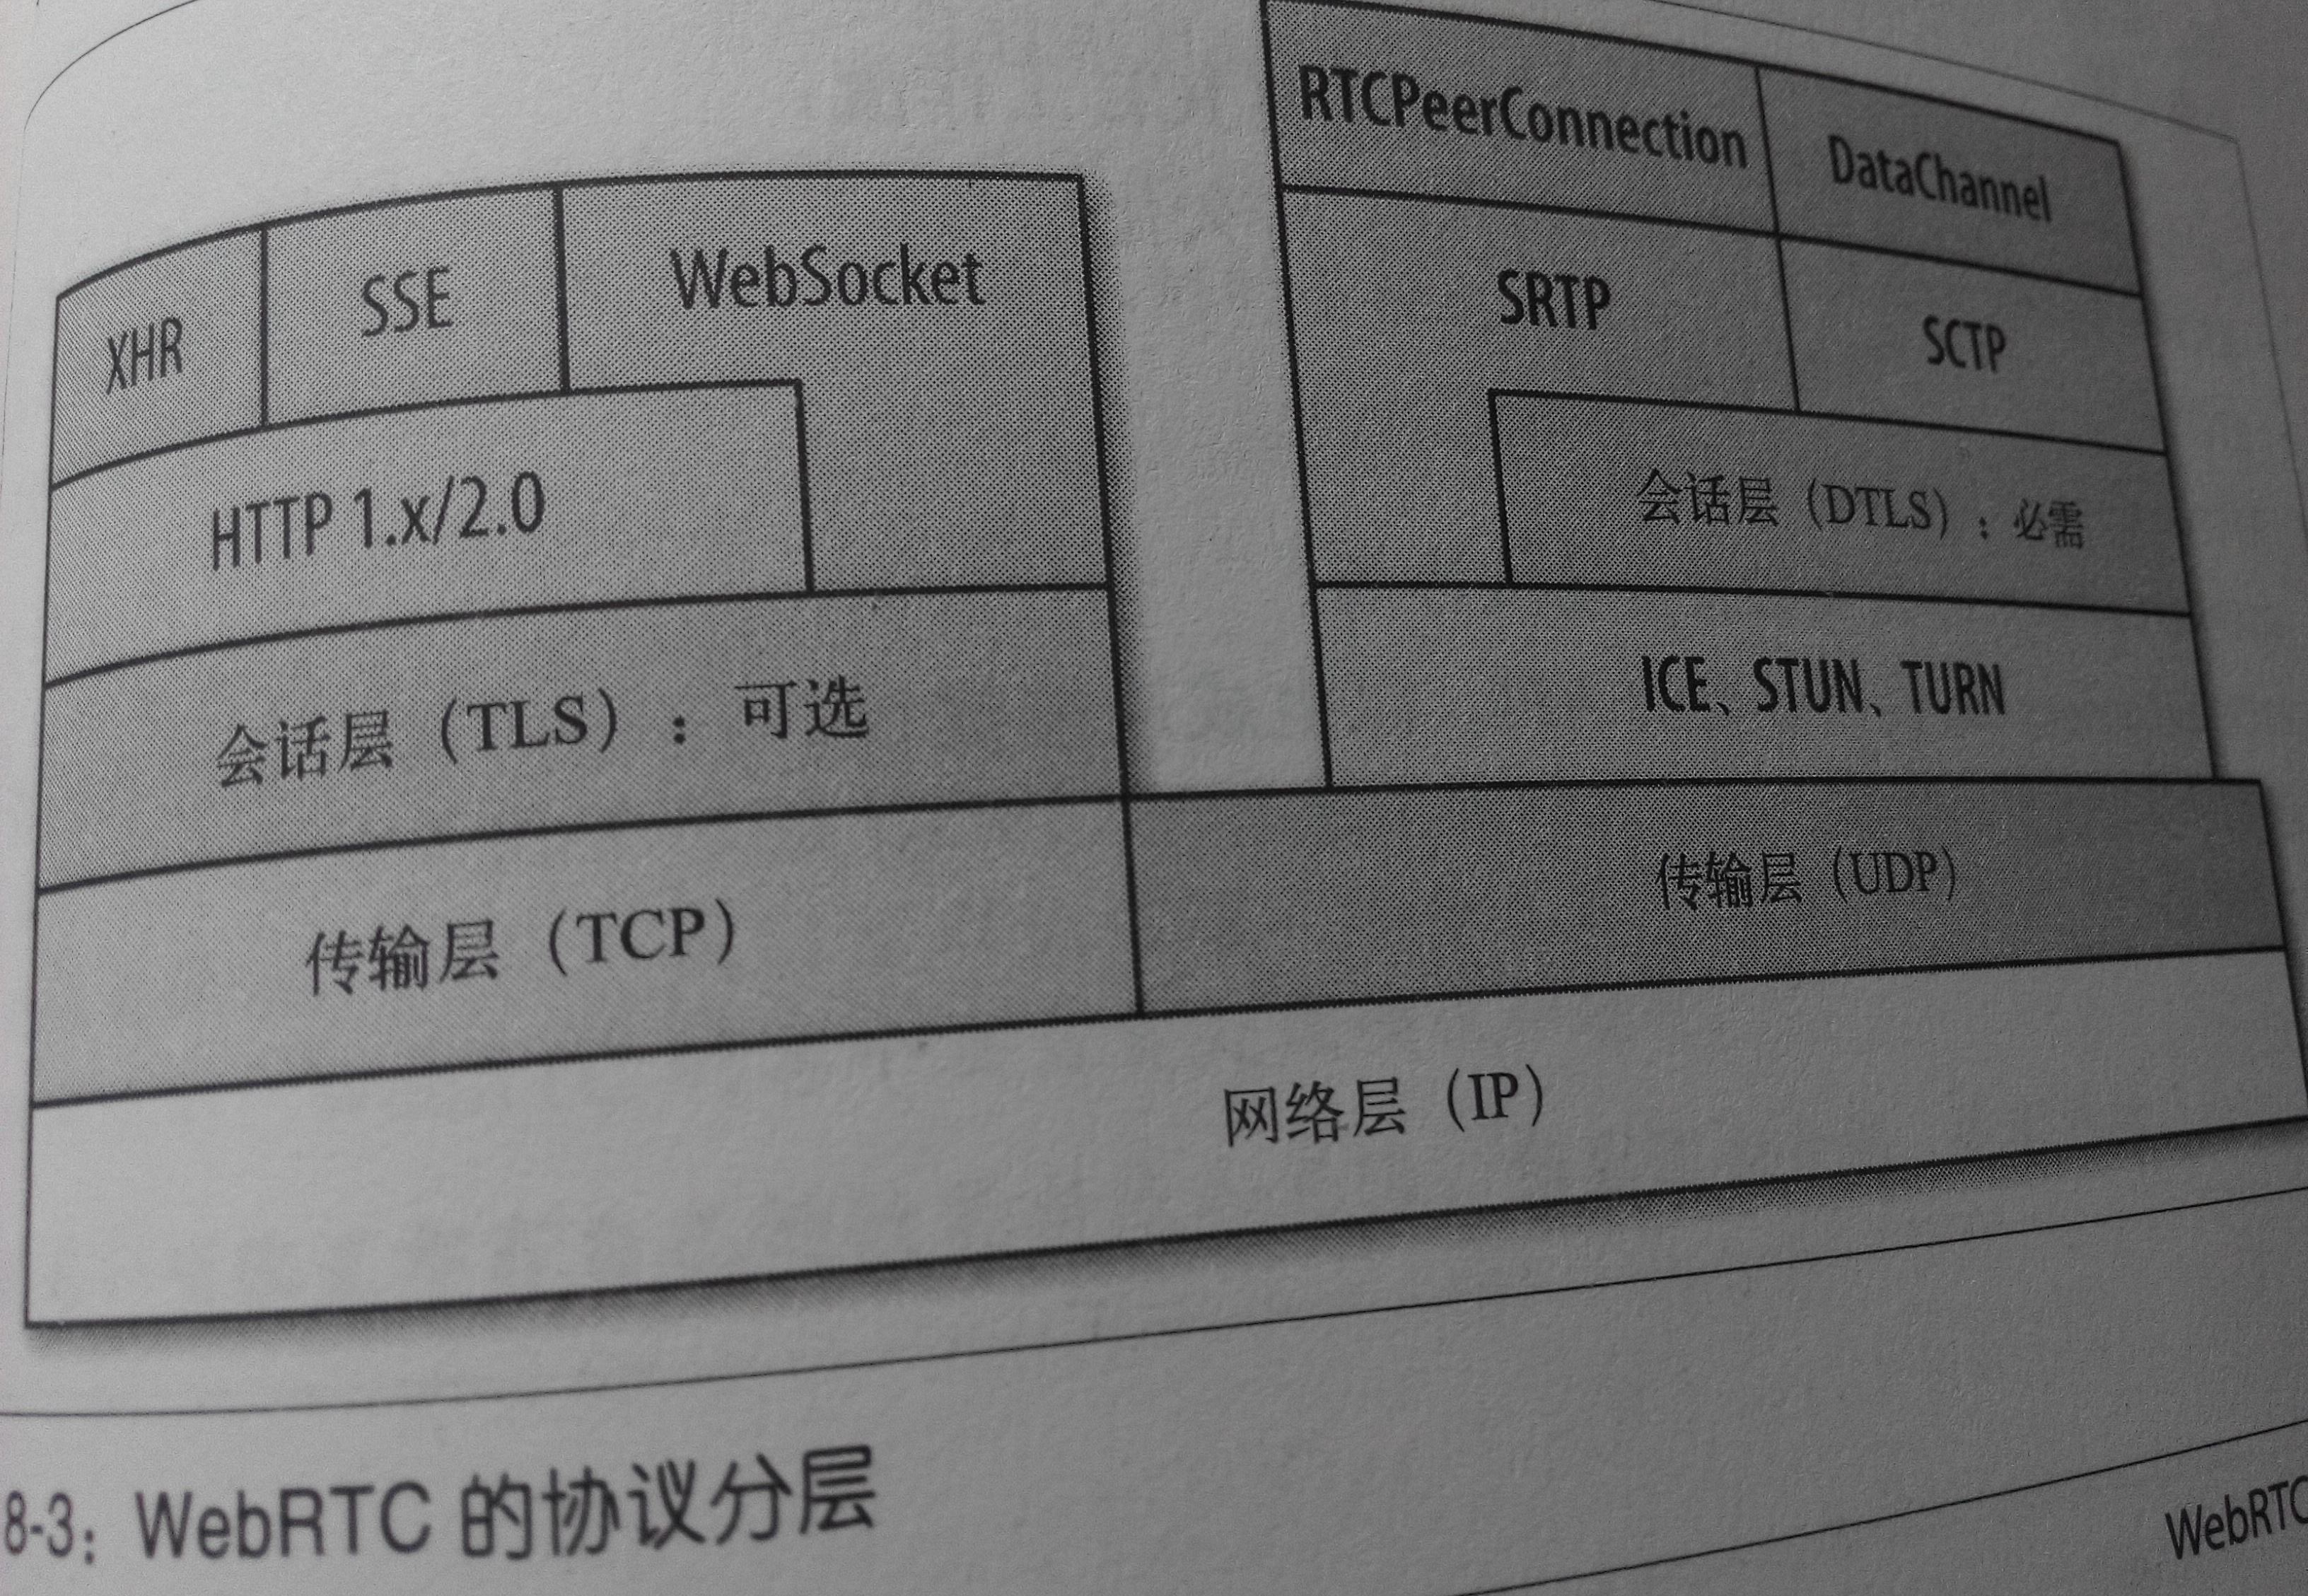 XHR
SSE
WebSocket
HTTP 1.x/2.0
会话层（TLS）：可选
传输层（TCP）
RTCPeerConnection
DataChannel
SRTP
SCTP
会话层（DTLS）：必需
ICE、STUN、TURN
传输层（UDP）
网络层（IP）
8-3：WebRTC 的协议分层
WebRTC